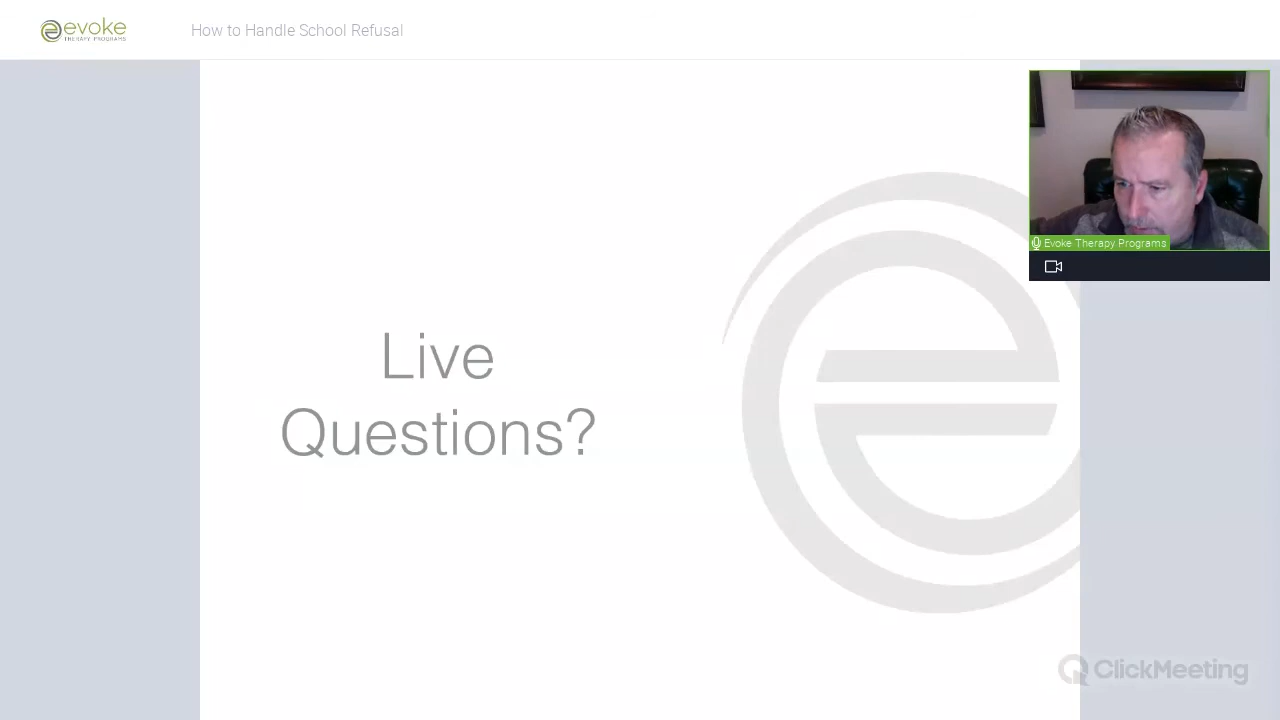 evoke
THERAPY PROGRAMS
How to Handle School Refusal
Evoke Therapy Programs
Live
Questions?
ClickMeeting